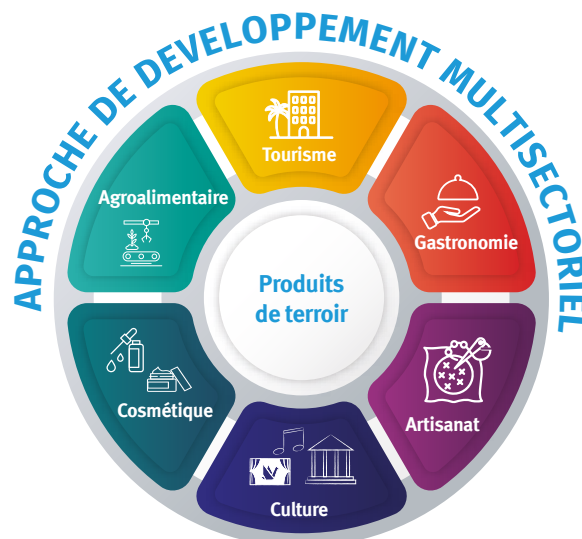 APPROCHE DE DEVELOPPEMENT MULTISECTORIEL
Tourisme
Gastronomie
Artisanat
Culture
Cosmétique
Agroalimentaire
Produits
de terroir